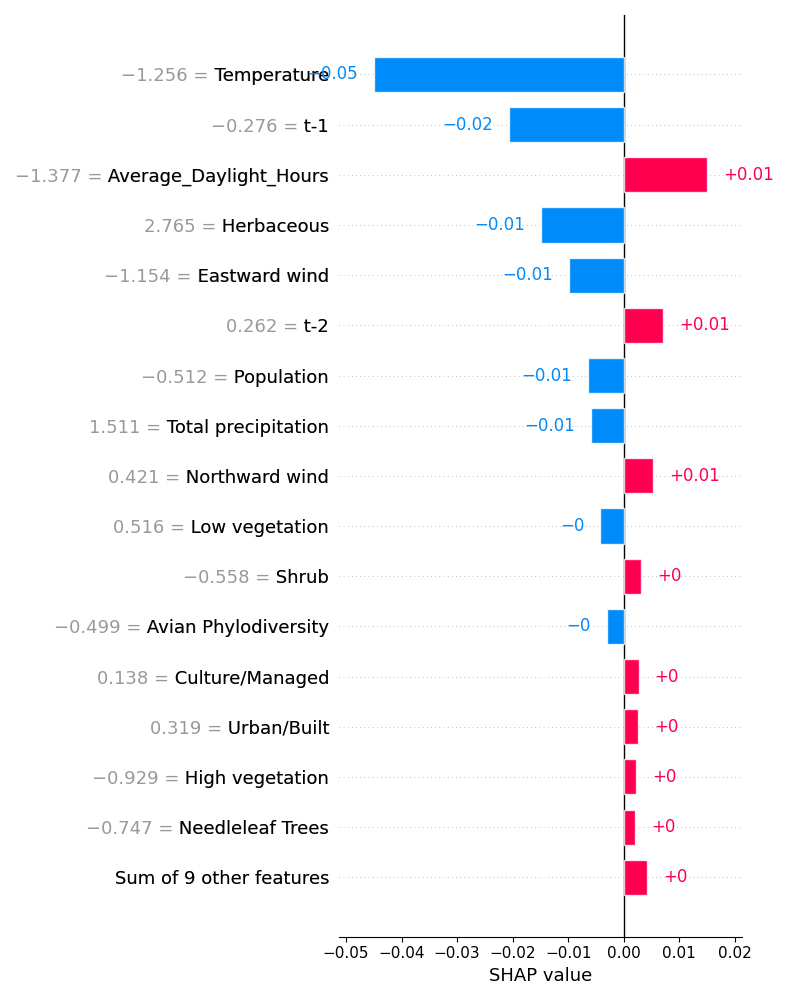 −1.256 = Temperature −0.05
−0.276 = t-1 −0.02
−1.377 = Average_Daylight_Hours +0.01
2.765 = Herbaceous −0.01
−1.154 = Eastward wind −0.01
0.262 = t-2 +0.01
−0.512 = Population −0.01
1.511 = Total precipitation −0.01
0.421 = Northward wind +0.01
0.516 = Low vegetation −0
−0.558 = Shrub +0
−0.499 = Avian Phylodiversity −0
0.138 = Culture/Managed +0
0.319 = Urban/Built +0
−0.929 = High vegetation +0
−0.747 = Needleleaf Trees +0
Sum of 9 other features +0
−0.05 −0.04 −0.03 −0.02 −0.01 0.00 0.01 0.02
SHAP value